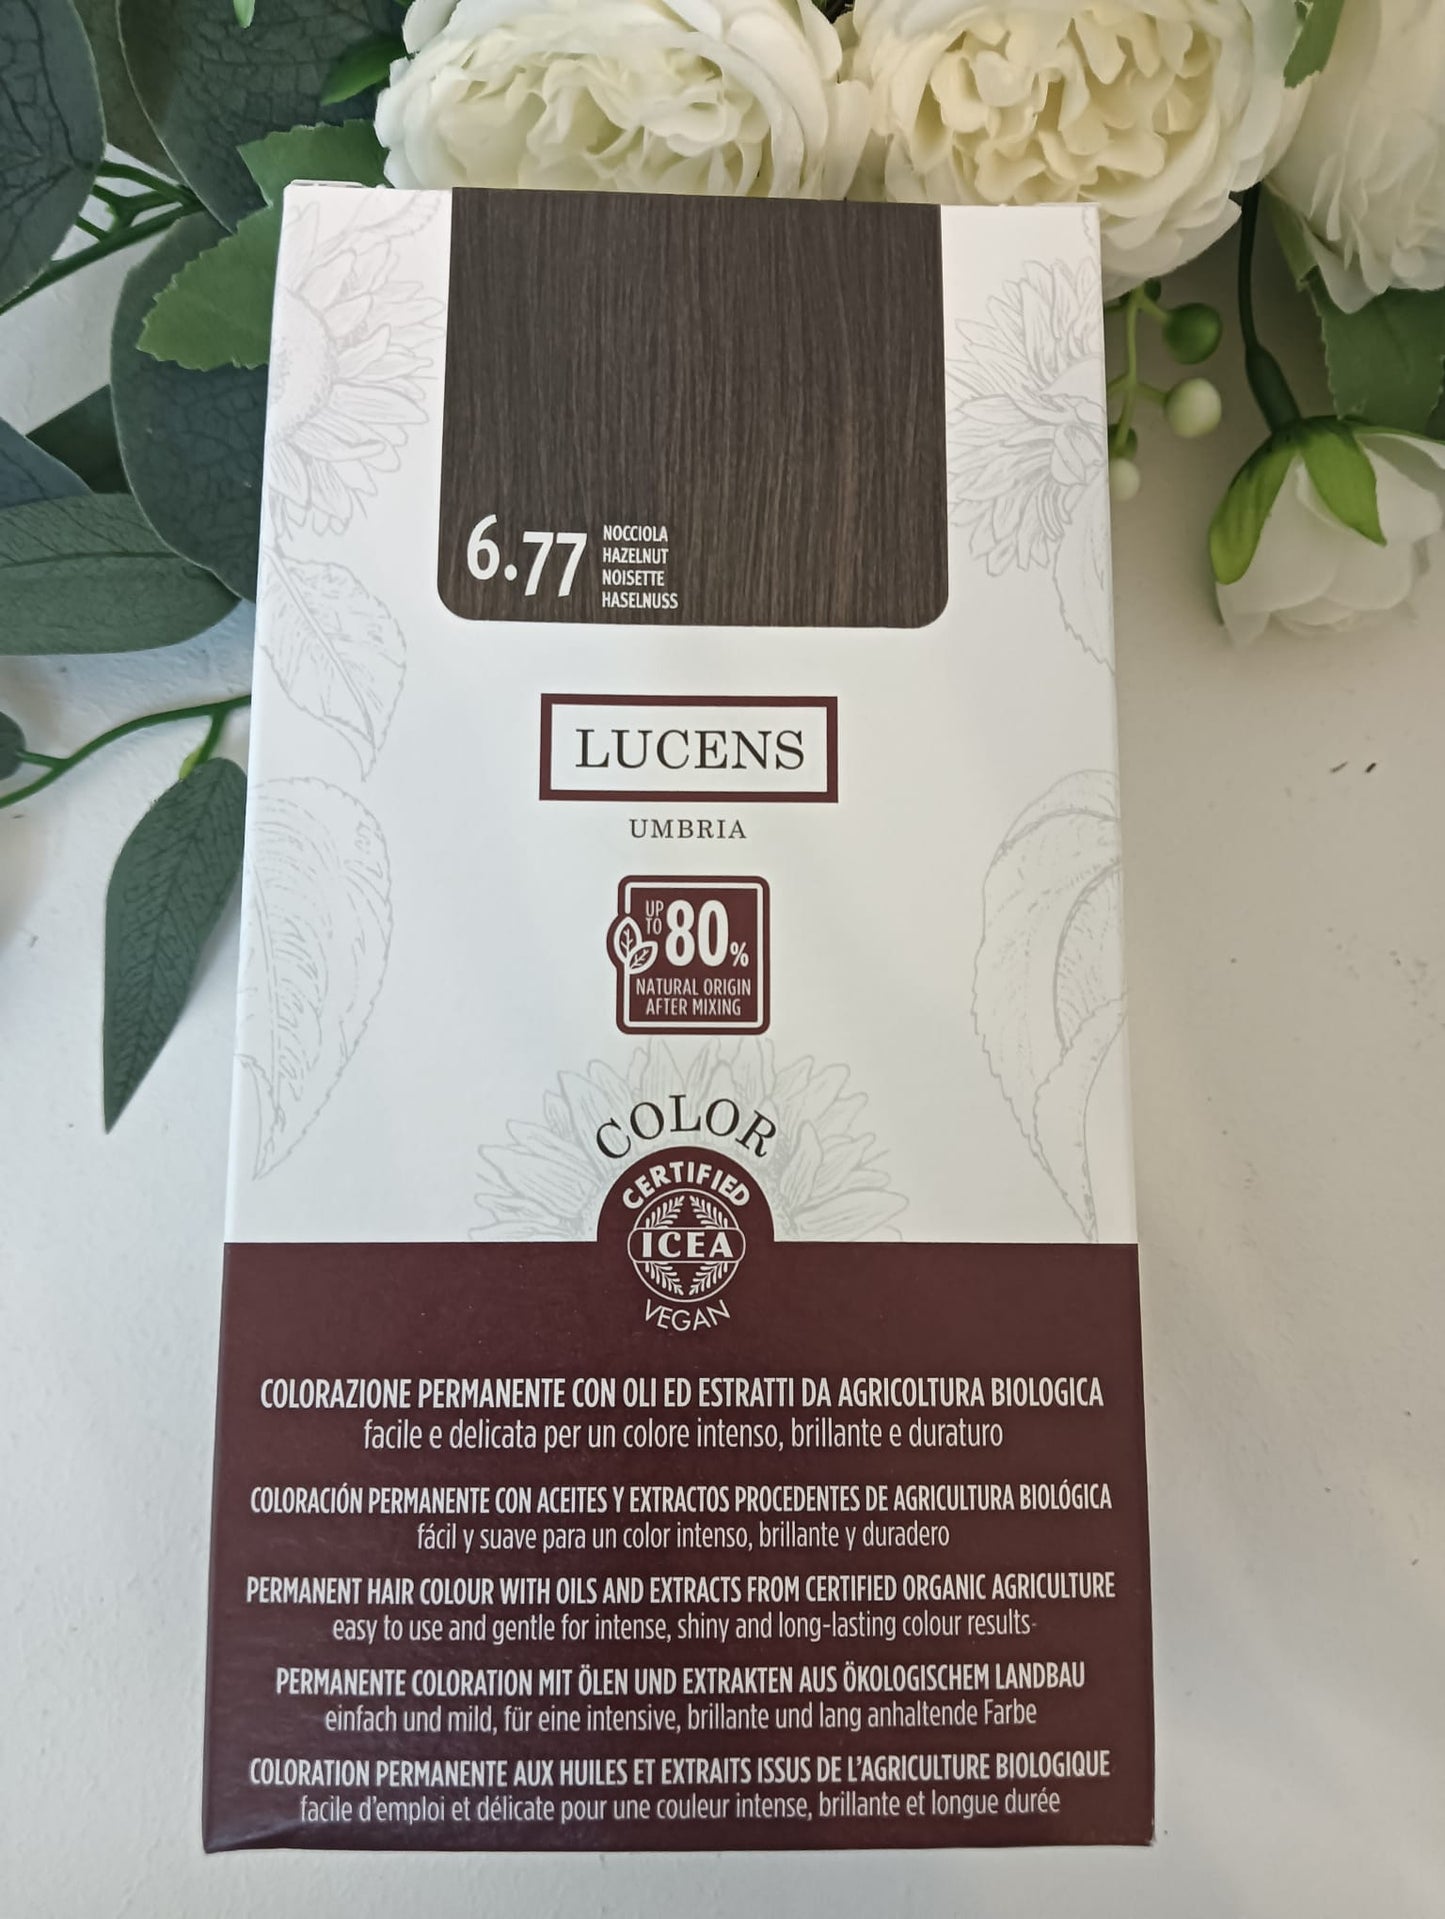 6.77
NOCCIOLA
HAZELNUT
NOISETTE
HASELNUSS
LUCENS
UMBRIA
UP TO 80%
NATURAL ORIGIN
AFTER MIXING
COLOR
CERTIFIED
ICEA
VEGAN
COLORAZIONE PERMANENTE CON OLI ED ESTRATTI DA AGRICOLTURA BIOLOGICA
facile e delicata per un colore intenso, brillante e duraturo
COLORACIÓN PERMANENTE CON ACEITES Y EXTRACTOS PROCEDENTES DE AGRICULTURA BIOLÓGICA
fácil y suave para un color intenso, brillante y duradero
PERMANENT HAIR COLOUR WITH OILS AND EXTRACTS FROM CERTIFIED ORGANIC AGRICULTURE
easy to use and gentle for intense, shiny and long-lasting colour results
PERMANENTE COLORATION MIT ÖLEN UND EXTRAKTEN AUS ÖKOLOGISCHEM LANDBAU
einfach und mild, für eine intensive, brillante und lang anhaltende Farbe
COLORATION PERMANENTE AUX HUILES ET EXTRAITS ISSUS DE L'AGRICULTURE BIOLOGIQUE
facile d'emploi et délicate pour une couleur intense, brillante et longue durée